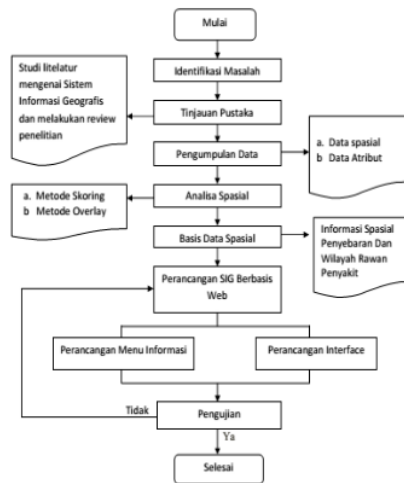 Mulai
Identifikasi Masalah
Studi litelatur
mengenai Sistem
Informasi Geografis
dan melakukan review
penelitian
Tinjauan Pustaka
Pengumpulan Data
a. Data spasial
b Data Atribut
Analisa Spasial
a. Metode Skoring
b Metode Overlay
Basis Data Spasial
Informasi Spasial
Penyebaran Dan
Wilayah Rawan
Penyakit
Perancangan SIG Berbasis
Web
Perancangan Menu Informasi
Perancangan Interface
Tidak
Pengujian
Ya
Selesai